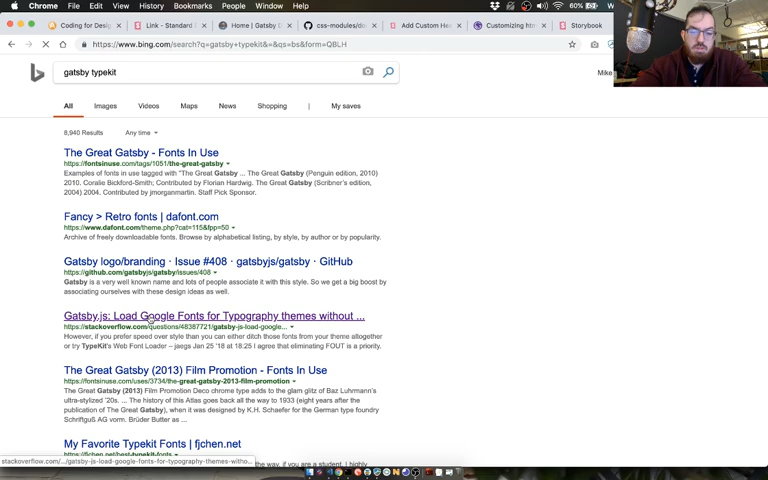 Chrome File Edit View History Bookmarks People Window 60%
Coding for Desig
Link - Standard
Home | Gatsby D
css-modules/do
Add Custom He
Customizing htm
Storybook
https://www.bing.com/search?q=gatsby+typekit&=&qs=bs&form=QBLH
gatsby typekit
Mike
All Images Videos Maps News Shopping | My saves
8,940 Results Any time
The Great Gatsby - Fonts In Use
https://fontsinuse.com/tags/1051/the-great-gatsby
Examples of fonts in use tagged with "The Great Gatsby ... The Great Gatsby (Penguin edition, 2010)
2010. Coralie Bickford-Smith; Contributed by Florian Hardwig. The Great Gatsby (Scribner's edition,
2004) 2004. Contributed by jmorganmartin. Staff Pick Sponsor.
Fancy > Retro fonts | dafont.com
https://www.dafont.com/theme.php?cat=115&fpp=50
Archive of freely downloadable fonts. Browse by alphabetical listing, by style, by author or by popularity.
Gatsby logo/branding · Issue #408 · gatsbyjs/gatsby · GitHub
https://github.com/gatsbyjs/gatsby/issues/408
Gatsby is a very well known name and lots of people associate it with this style. So we get a big boost by
associating ourselves with these design ideas as well.
Gatsby.js: Load Google Fonts for Typography themes without ...
https://stackoverflow.com/questions/48387721/gatsby-js-load-google...
However, if you prefer speed over style than you can either ditch those fonts from your theme altogether
or try TypeKit's Web Font Loader – jaegs Jan 25 '18 at 18:25 I agree that eliminating FOUT is a priority.
The Great Gatsby (2013) Film Promotion - Fonts In Use
https://fontsinuse.com/uses/3734/the-great-gatsby-2013-film-promotion
The Great Gatsby (2013) Film Promotion Deco chrome type adds to the glam glitz of Baz Luhrmann's
ultra-stylized '20s. ... The history of this Atlas goes back all the way to 1933 (eight years after the
publication of The Great Gatsby), when it was designed by K.H. Schaefer for the German type foundry
Schriftguß AG vorm. Brüder Butter as ...
My Favorite Typekit Fonts | fjchen.net
https://fjchen.net/best-typekit-fonts
the way, if you are a student, I highly
stackoverflow.com/.../gatsby-js-load-google-fonts-for-typography-themes-witho...